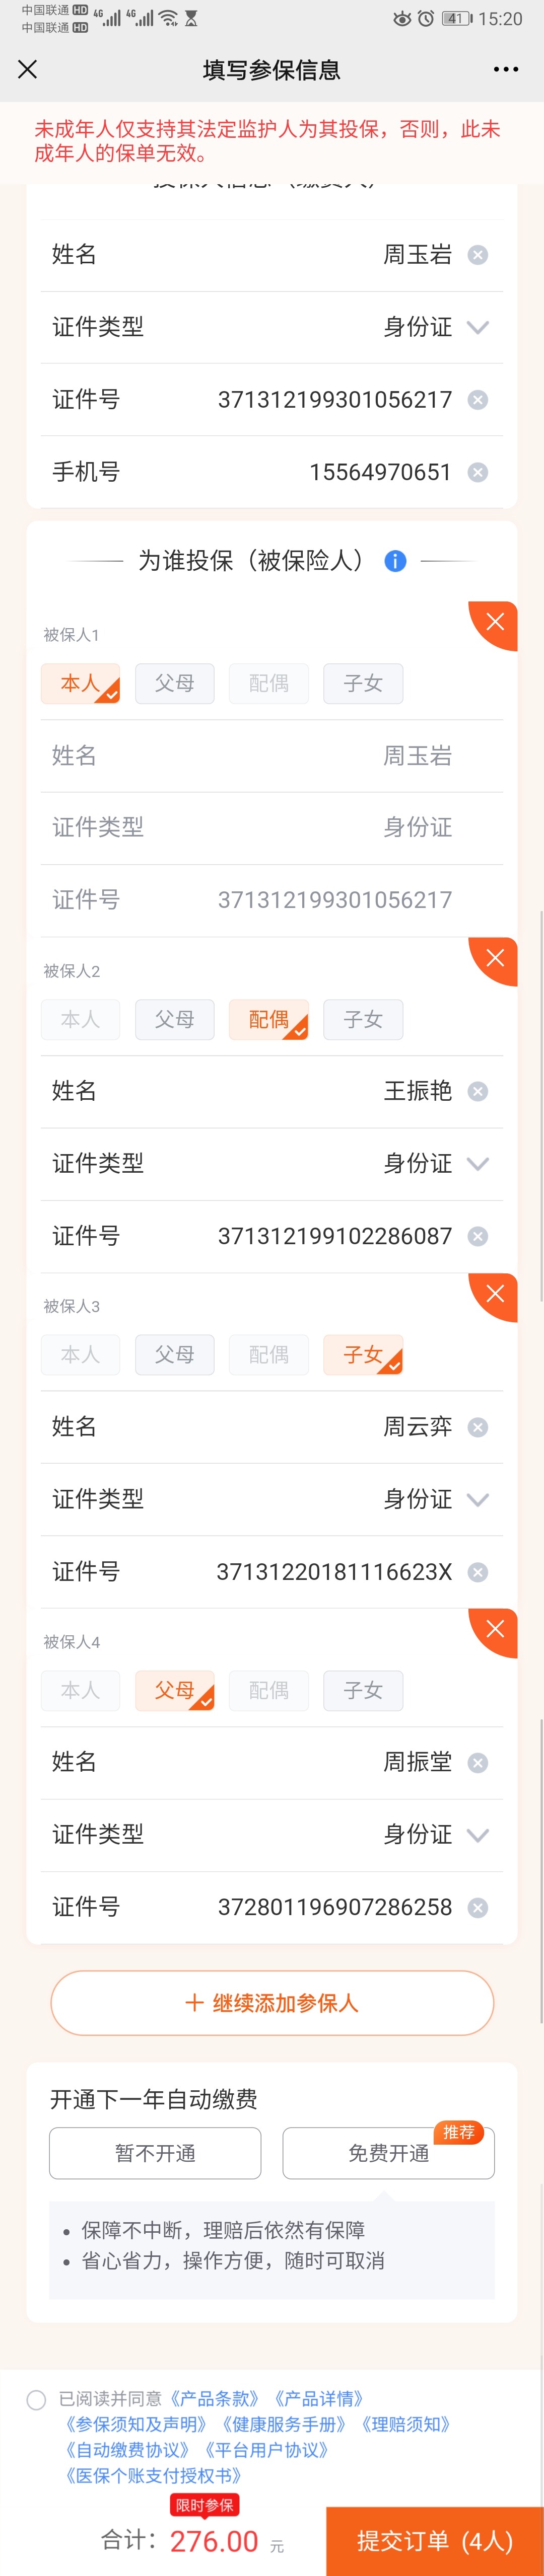 中国联通 HD 4G 4G 41 15:20
中国联通 HD
填写参保信息
未成年人仅支持其法定监护人为其投保，否则，此未
成年人的保单无效。
姓名 周玉岩
证件类型 身份证
证件号 371312199301056217
手机号 15564970651
为谁投保（被保险人）
被保人1
本人 父母 配偶 子女
姓名 周玉岩
证件类型 身份证
证件号 371312199301056217
被保人2
本人 父母 配偶 子女
姓名 王振艳
证件类型 身份证
证件号 371312199102286087
被保人3
本人 父母 配偶 子女
姓名 周云弈
证件类型 身份证
证件号 37131220181116623X
被保人4
本人 父母 配偶 子女
姓名 周振堂
证件类型 身份证
证件号 372801196907286258
＋ 继续添加参保人
开通下一年自动缴费
推荐
暂不开通 免费开通
• 保障不中断，理赔后依然有保障
• 省心省力，操作方便，随时可取消
已阅读并同意《产品条款》《产品详情》
《参保须知及声明》《健康服务手册》《理赔须知》
《自动缴费协议》《平台用户协议》
《医保个账支付授权书》
限时参保
合计：276.00 元 提交订单 (4人)